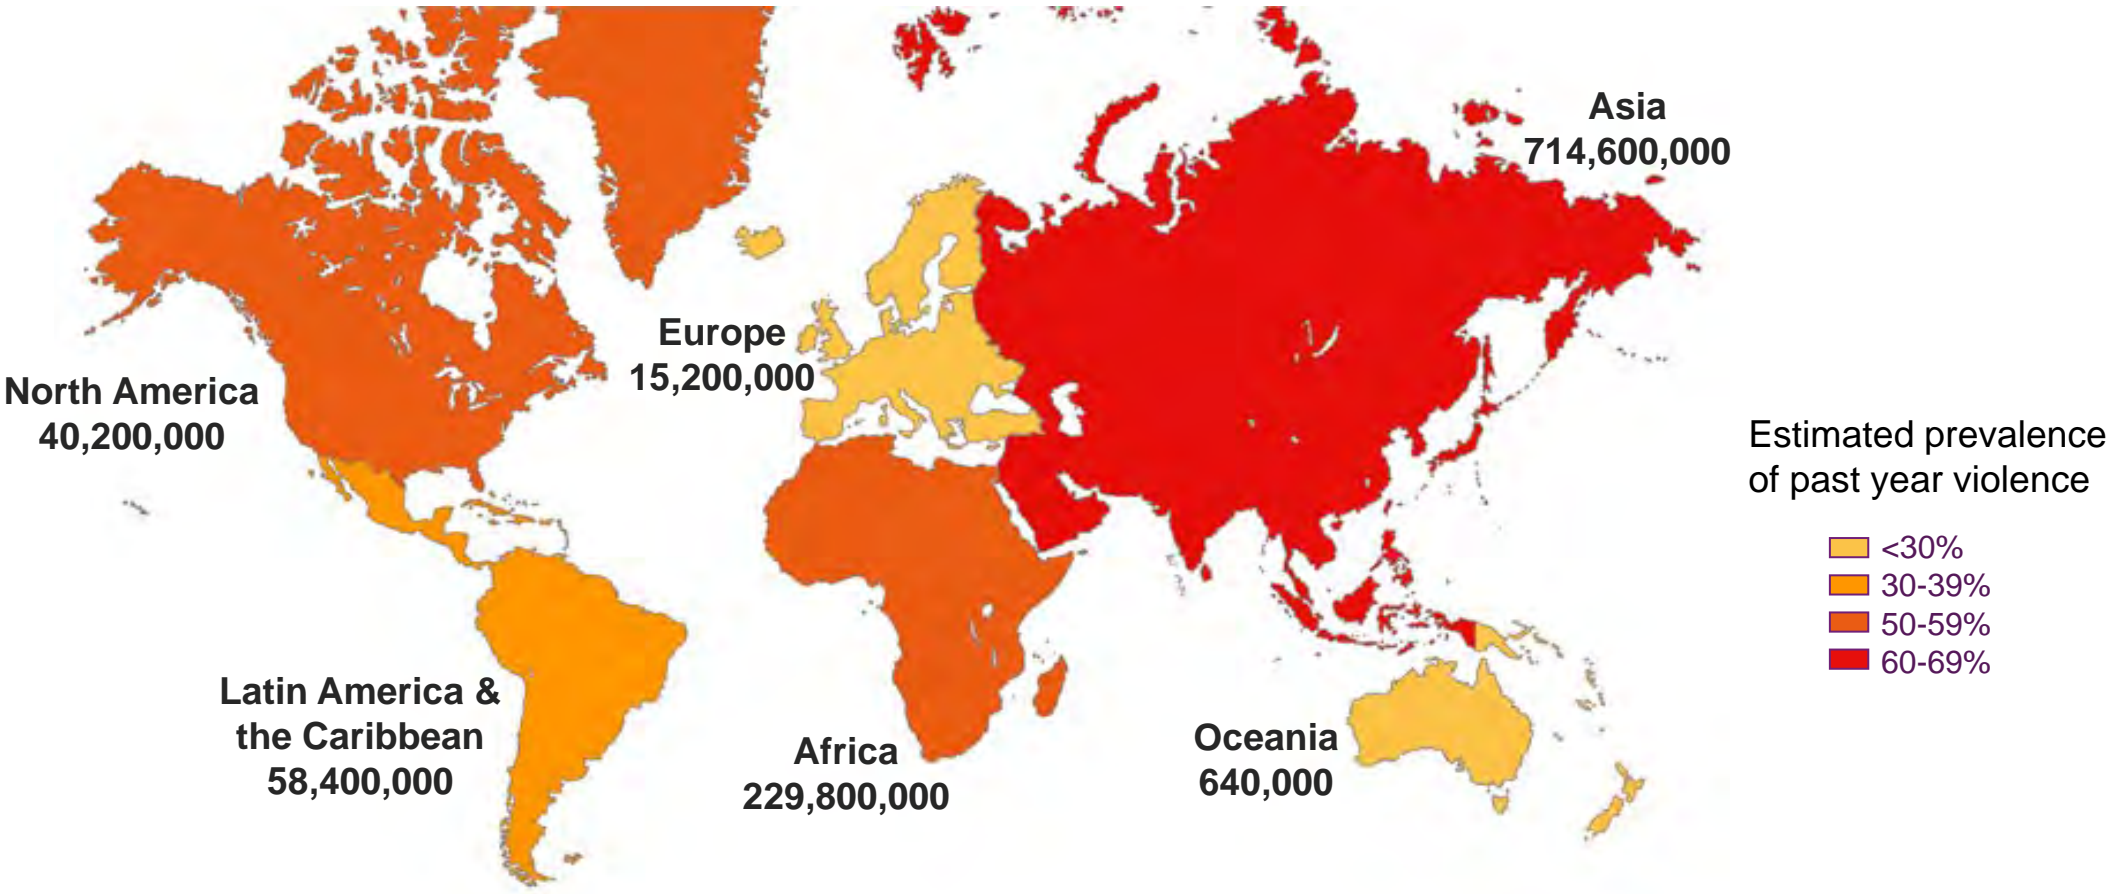 Asia
714,600,000
Europe
15,200,000
North America
40,200,000
Estimated prevalence
of past year violence
<30%
30-39%
50-59%
60-69%
Latin America &
the Caribbean
58,400,000
Africa
229,800,000
Oceania
640,000